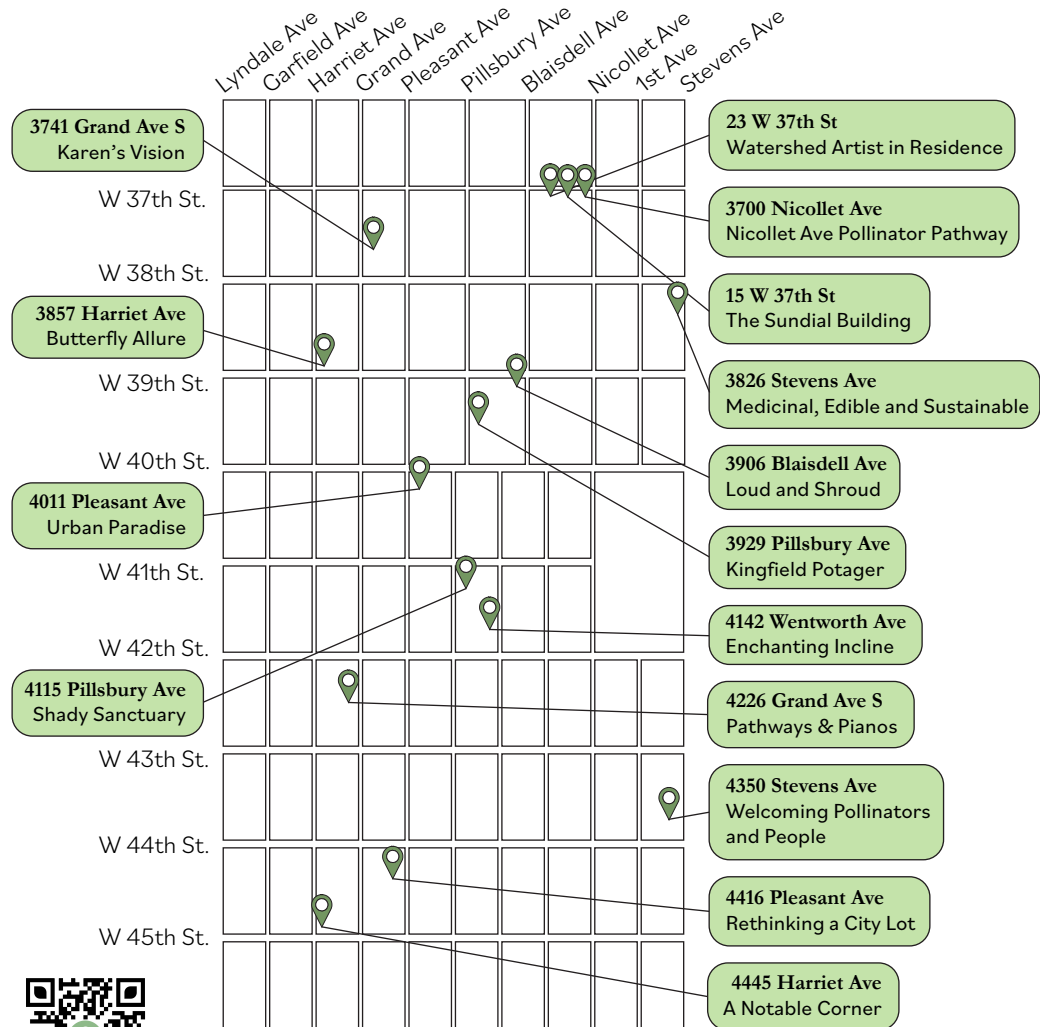 Lyndale Ave
Garfield Ave
Harriet Ave
Grand Ave
Pleasant Ave
Pillsbury Ave
Blaisdell Ave
Nicollet Ave
1st Ave
Stevens Ave
3741 Grand Ave S
Karen's Vision
23 W 37th St
Watershed Artist in Residence
W 37th St.
3700 Nicollet Ave
Nicollet Ave Pollinator Pathway
W 38th St.
15 W 37th St
The Sundial Building
3857 Harriet Ave
Butterfly Allure
W 39th St.
3826 Stevens Ave
Medicinal, Edible and Sustainable
W 40th St.
3906 Blaisdell Ave
Loud and Shroud
4011 Pleasant Ave
Urban Paradise
3929 Pillsbury Ave
Kingfield Potager
W 41th St.
4142 Wentworth Ave
Enchanting Incline
W 42th St.
4115 Pillsbury Ave
Shady Sanctuary
4226 Grand Ave S
Pathways & Pianos
W 43th St.
4350 Stevens Ave
Welcoming Pollinators
and People
W 44th St.
4416 Pleasant Ave
Rethinking a City Lot
W 45th St.
4445 Harriet Ave
A Notable Corner